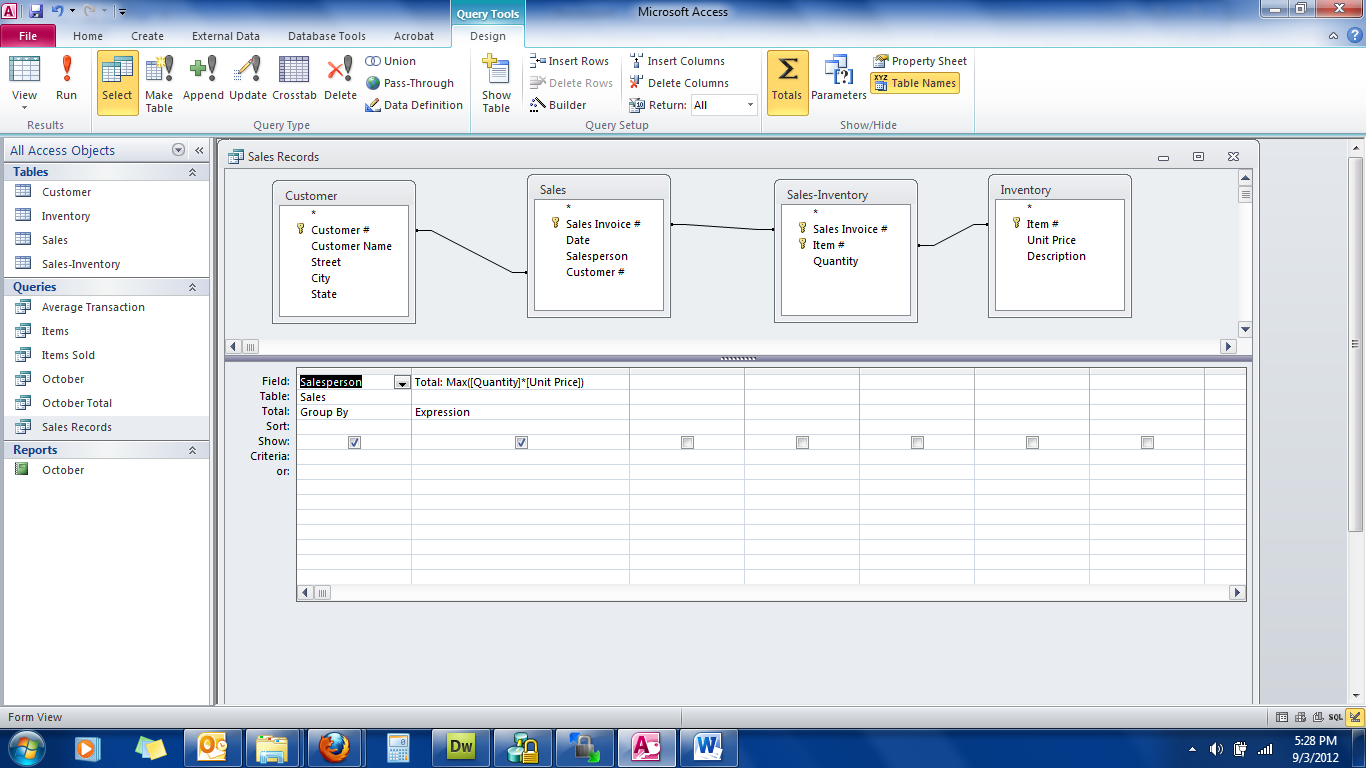 Query Tools
Microsoft Access
File Home Create External Data Database Tools Acrobat Design
View
Run
Results
Select
Make Table
Append
Update
Crosstab
Delete
Union
Pass-Through
Data Definition
Query Type
Show Table
Insert Rows
Delete Rows
Builder
Insert Columns
Delete Columns
Return: All
Query Setup
Σ
Totals
Parameters
Property Sheet
XYZ Table Names
Show/Hide
All Access Objects
Tables
Customer
Inventory
Sales
Sales-Inventory
Queries
Average Transaction
Items
Items Sold
October
October Total
Sales Records
Reports
October
Sales Records
Customer
*
Customer #
Customer Name
Street
City
State
Sales
*
Sales Invoice #
Date
Salesperson
Customer #
Sales-Inventory
*
Sales Invoice #
Item #
Quantity
Inventory
*
Item #
Unit Price
Description
Field: Salesperson Total: Max([Quantity]*[Unit Price])
Table: Sales
Total: Group By Expression
Sort:
Show:
Criteria:
or:
Form View
SQL
Dw
5:28 PM
9/3/2012